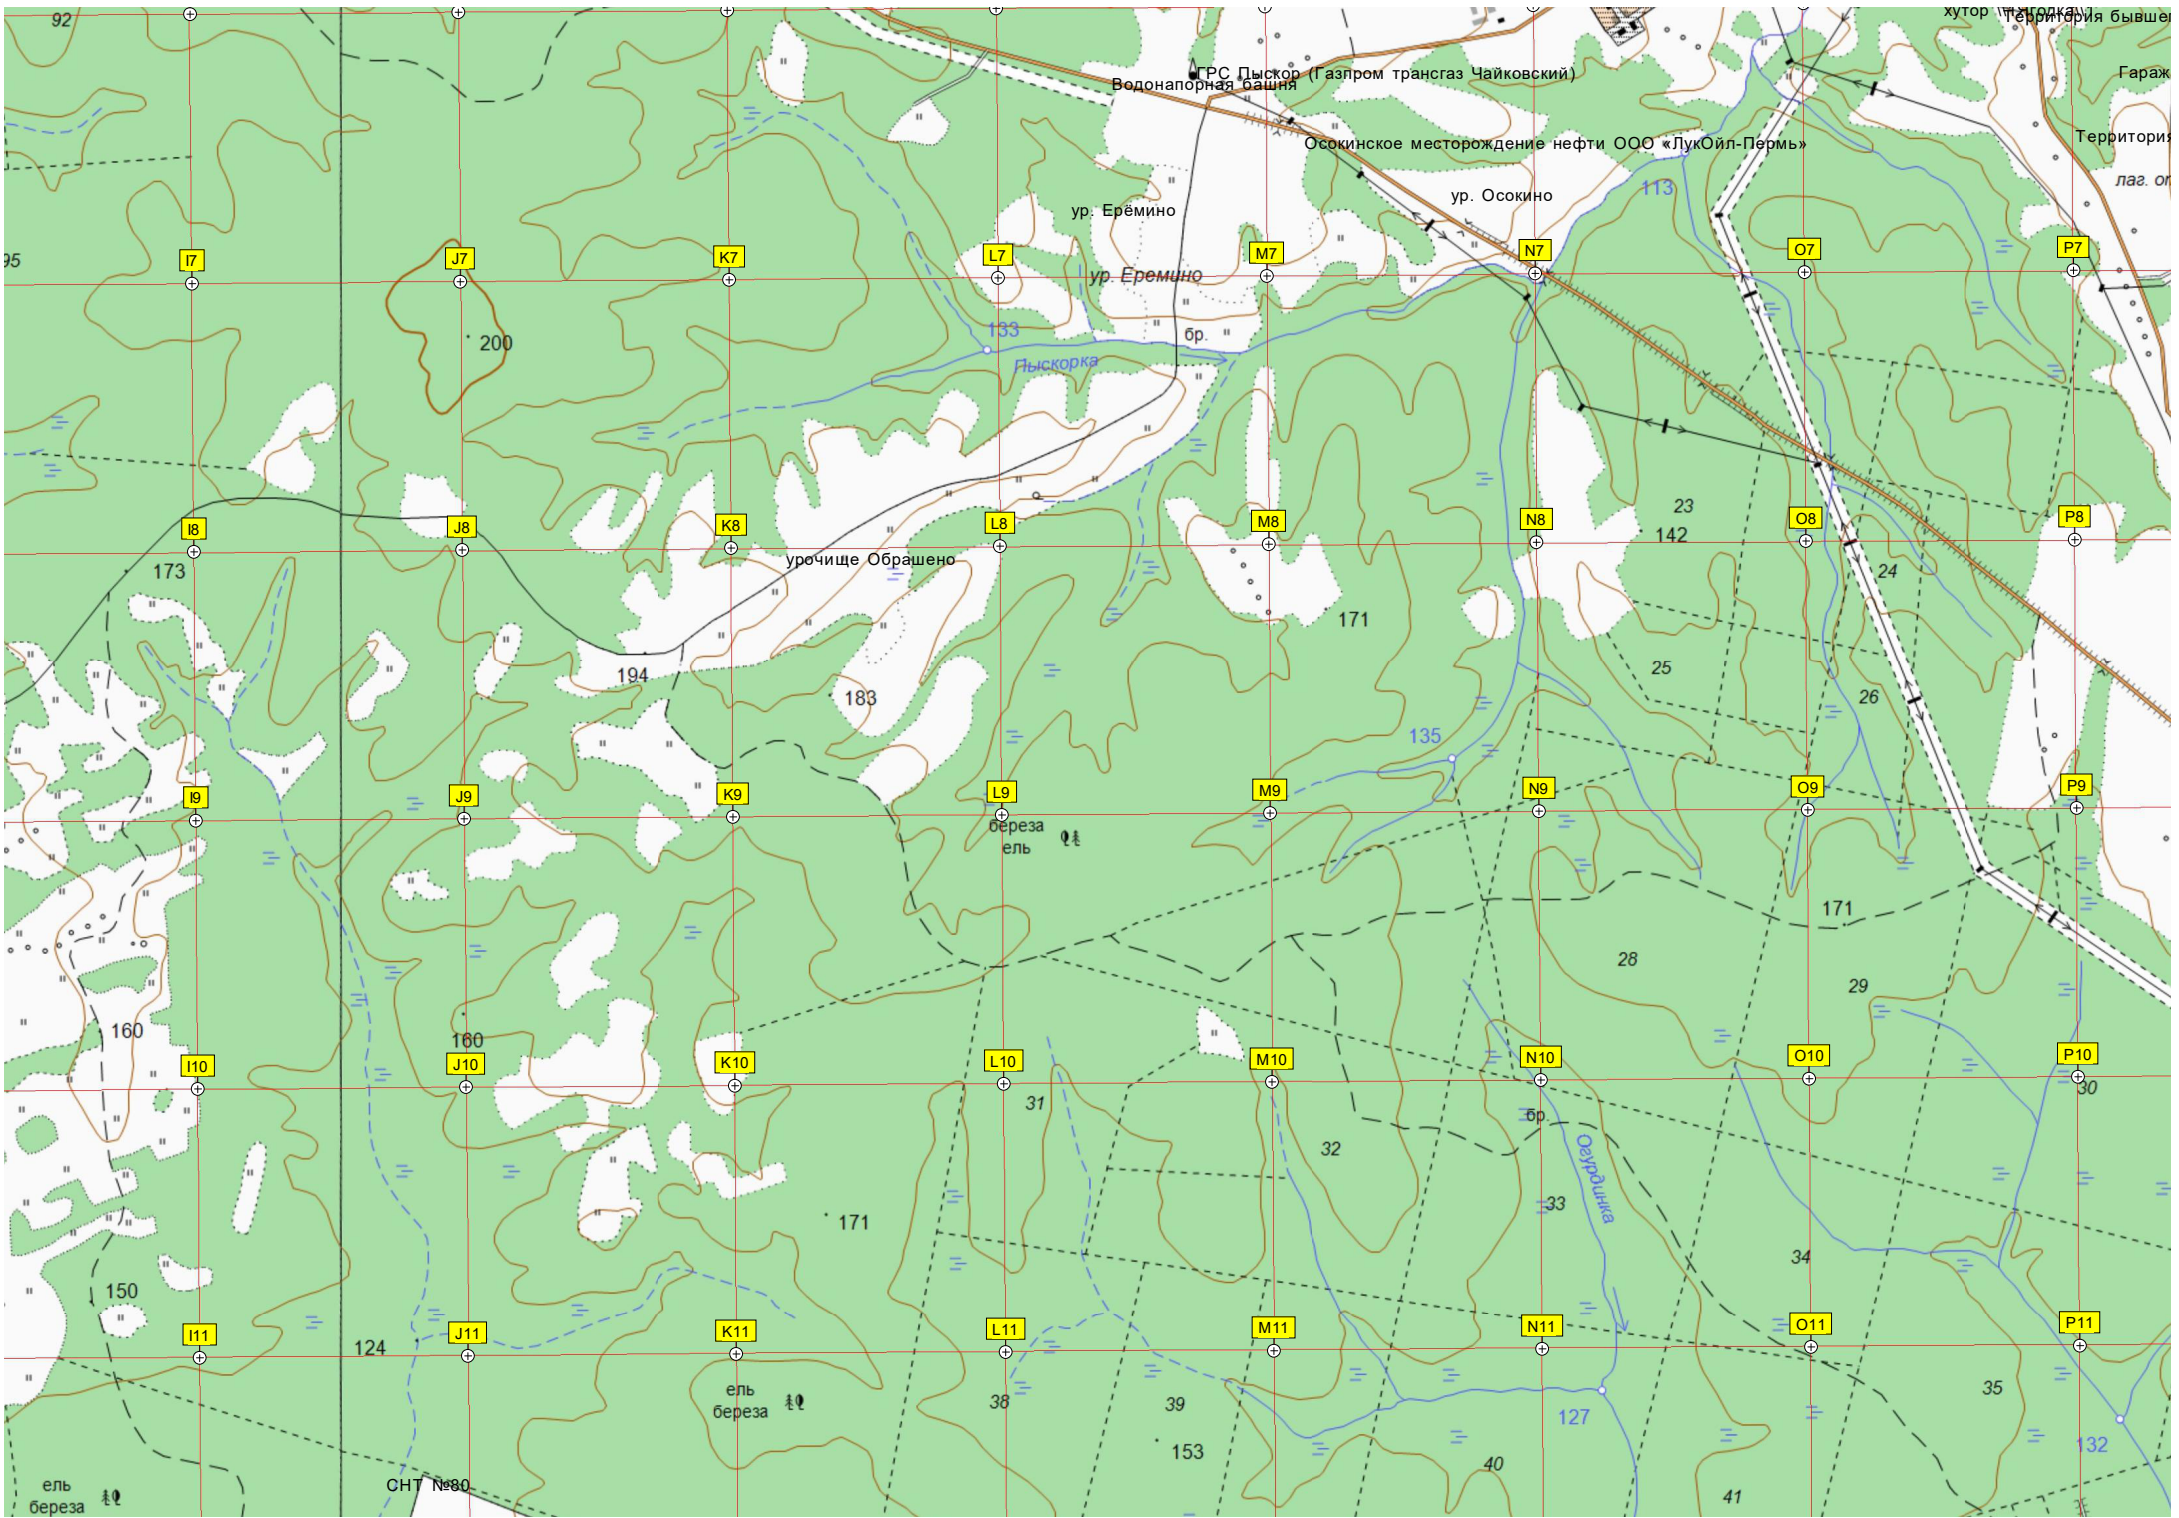 92
хутор
ГРС Пыскор (Газпром трансгаз Чайковский)
Водонапорная башня
Территория бывшей
Гараж
Осокинское месторождение нефти ООО «ЛукОйл-Пермь»
Территория
лаг.
113
ур. Осокино
ур. Ерёмино
95
I7
J7
K7
L7
M7
N7
O7
P7
ур. Еремино
200
133
бр.
Пыскорка
23
142
I8
J8
K8
L8
M8
N8
O8
P8
урочище Обрашено
173
24
171
25
194
183
26
135
I9
J9
K9
L9
M9
N9
O9
P9
береза
ель
171
28
29
160
160
I10
J10
K10
L10
M10
N10
O10
P10
30
31
бр.
32
Огурдинка
33
171
34
150
I11
J11
K11
L11
M11
N11
O11
P11
124
ель
береза
38
39
35
127
132
153
40
СНТ №80
ель
береза
41